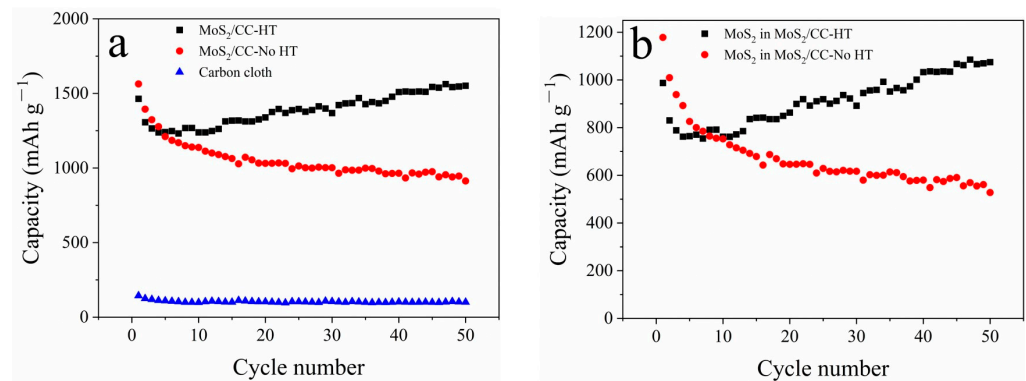 a
MoS₂/CC-HT
MoS₂/CC-No HT
Carbon cloth
2000
1500
1000
500
0
0
10
20
30
40
50
Capacity (mAh g⁻¹)
Cycle number
b
MoS₂ in MoS₂/CC-HT
MoS₂ in MoS₂/CC-No HT
1200
1000
800
600
400
200
0
0
10
20
30
40
50
Capacity (mAh g⁻¹)
Cycle number